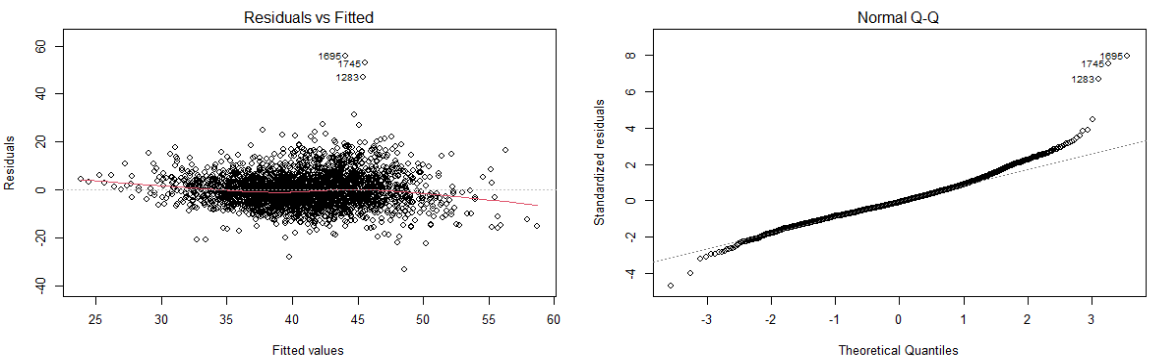 Residuals vs Fitted
Residuals
60
40
20
0
-20
-40
1695
1745
1283
25 30 35 40 45 50 55 60
Fitted values
Normal Q-Q
Standardized residuals
8
6
4
2
0
-2
-4
1695
1745
1283
-3 -2 -1 0 1 2 3
Theoretical Quantiles